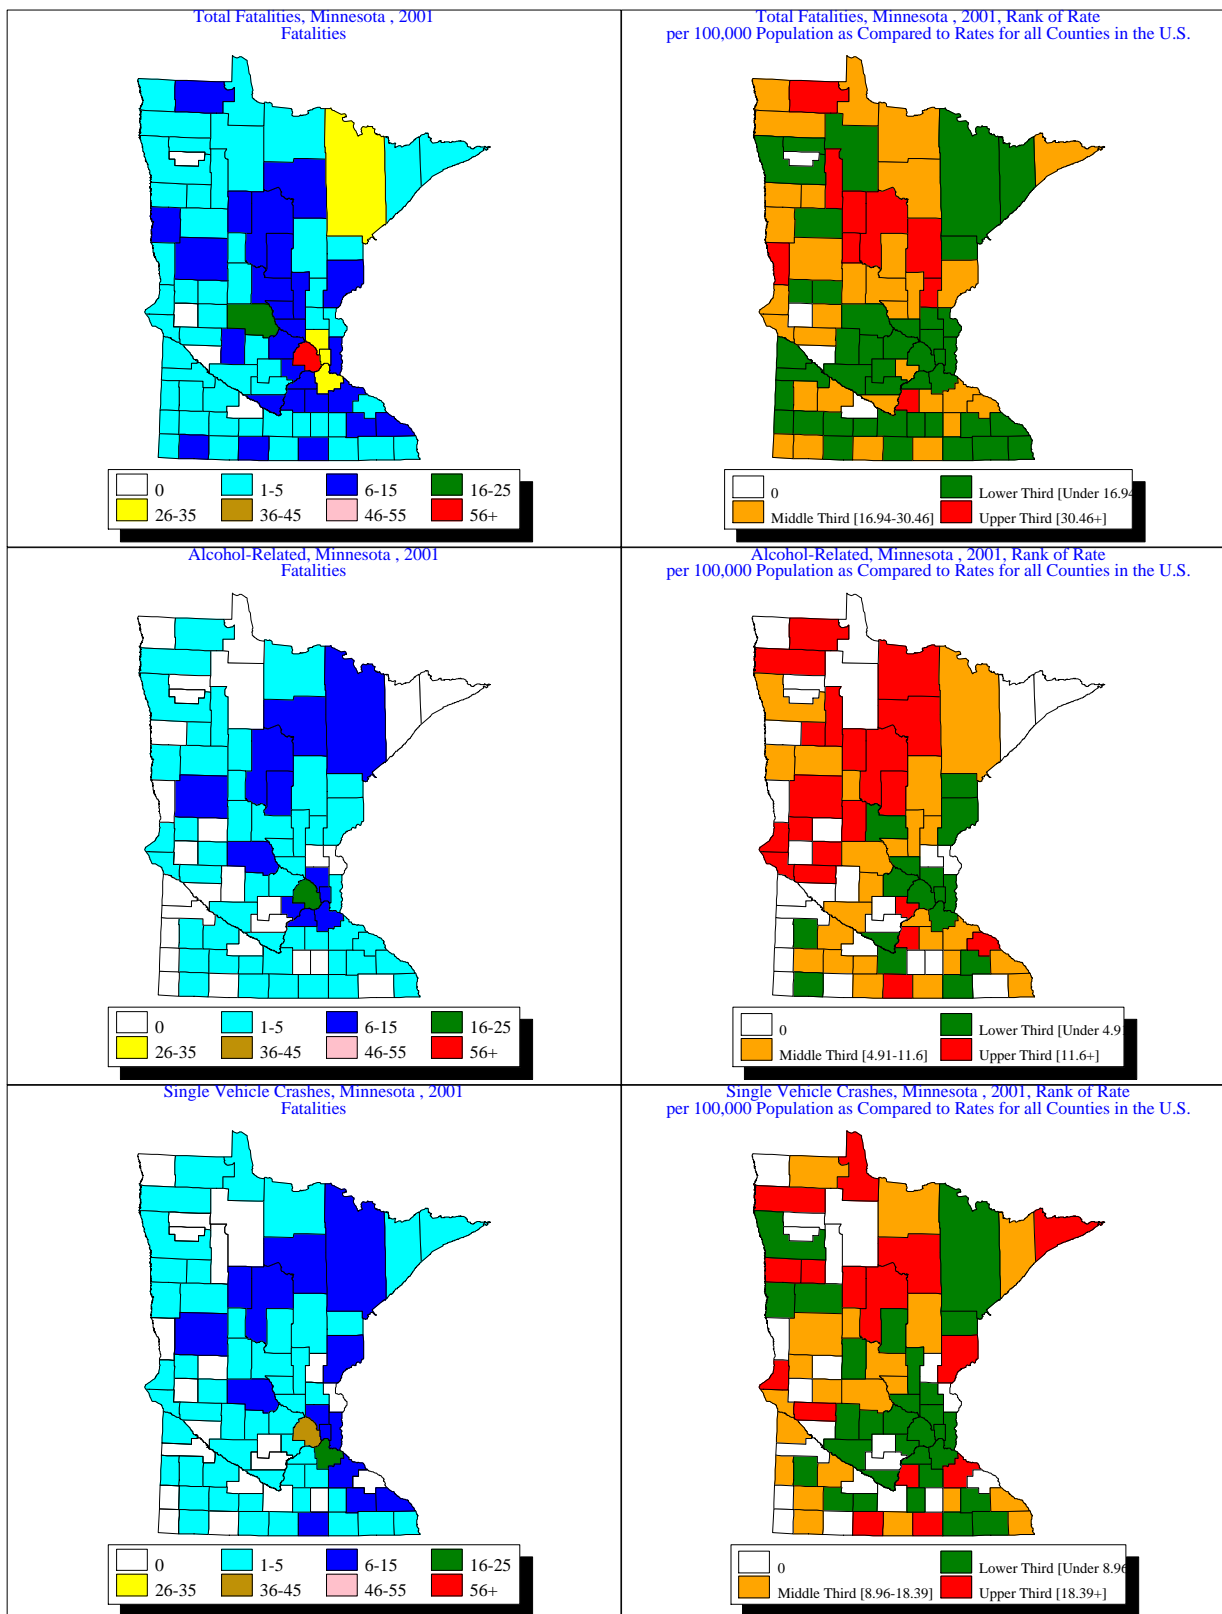 Total Fatalities, Minnesota , 2001
Fatalities
0
1-5
6-15
16-25
26-35
36-45
46-55
56+
Total Fatalities, Minnesota , 2001, Rank of Rate
per 100,000 Population as Compared to Rates for all Counties in the U.S.
0
Lower Third [Under 16.94
Middle Third [16.94-30.46]
Upper Third [30.46+]
Alcohol-Related, Minnesota , 2001
Fatalities
0
1-5
6-15
16-25
26-35
36-45
46-55
56+
Alcohol-Related, Minnesota , 2001, Rank of Rate
per 100,000 Population as Compared to Rates for all Counties in the U.S.
0
Lower Third [Under 4.91
Middle Third [4.91-11.6]
Upper Third [11.6+]
Single Vehicle Crashes, Minnesota , 2001
Fatalities
0
1-5
6-15
16-25
26-35
36-45
46-55
56+
Single Vehicle Crashes, Minnesota , 2001, Rank of Rate
per 100,000 Population as Compared to Rates for all Counties in the U.S.
0
Lower Third [Under 8.96
Middle Third [8.96-18.39]
Upper Third [18.39+]